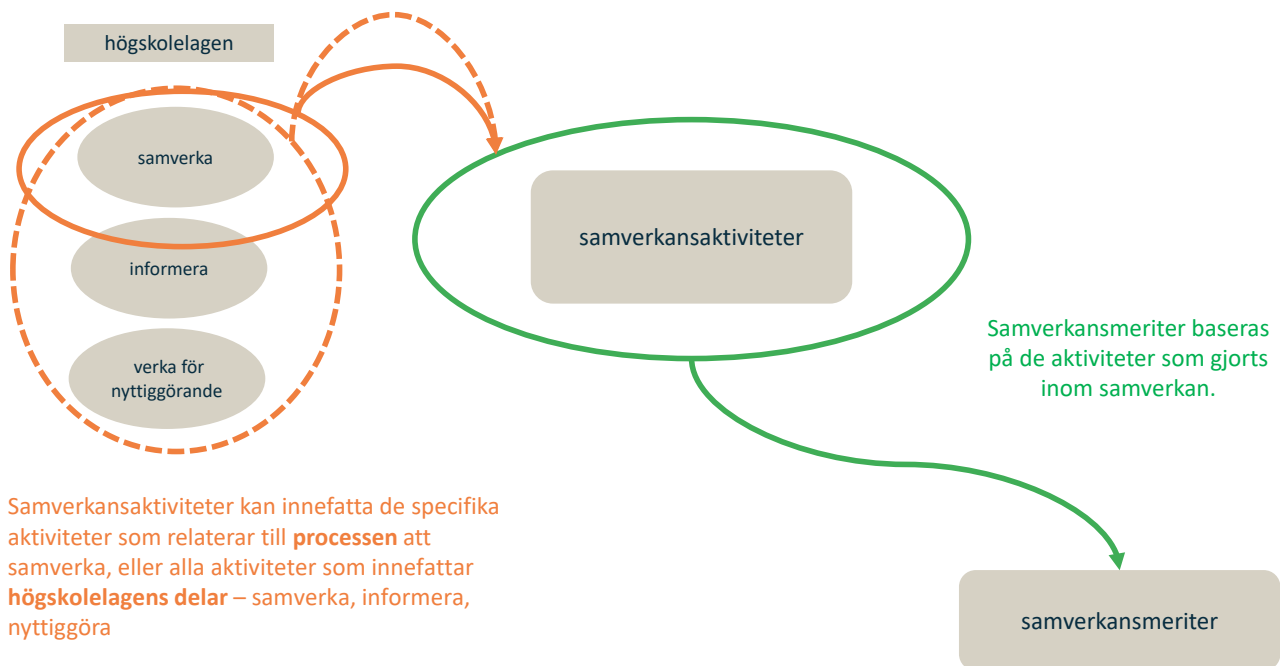 högskolelagen
samverka
informera
verka för
nyttiggörande
samverkansaktiviteter
Samverkansmeriter baseras
på de aktiviteter som gjorts
inom samverkan.
Samverkansaktiviteter kan innefatta de specifika
aktiviteter som relaterar till processen att
samverka, eller alla aktiviteter som innefattar
högskolelagens delar – samverka, informera,
nyttiggöra
samverkansmeriter